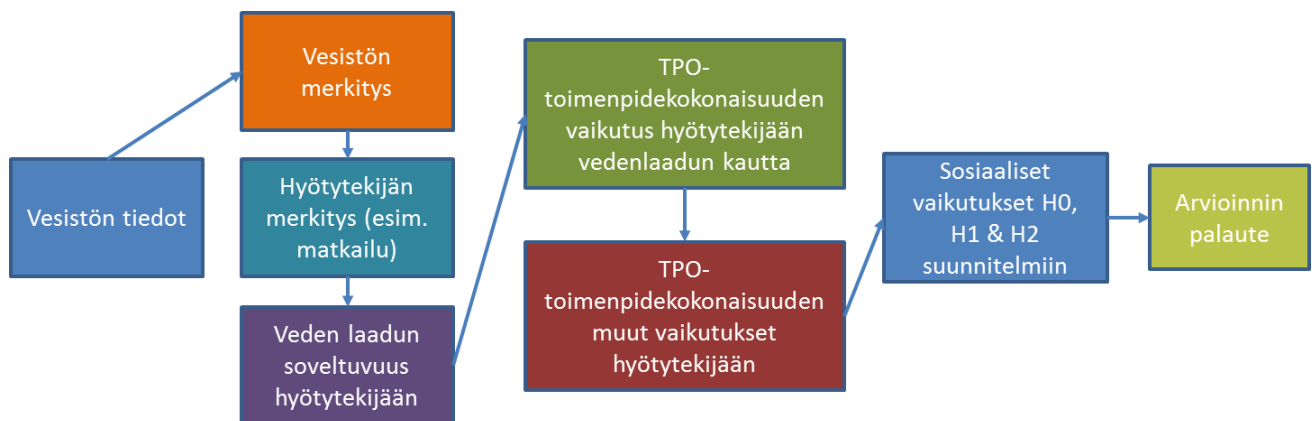 Vesistön tiedot
Vesistön
merkitys
Hyötytekijän
merkitys (esim.
matkailu)
Veden laadun
soveltuvuus
hyötytekijään
TPO-
toimenpidekokonaisuuden
vaikutus hyötytekijään
vedenlaadun kautta
TPO-
toimenpidekokonaisuuden
muut vaikutukset
hyötytekijään
Sosiaaliset
vaikutukset H0,
H1 & H2
suunnitelmiin
Arvioinnin
palaute